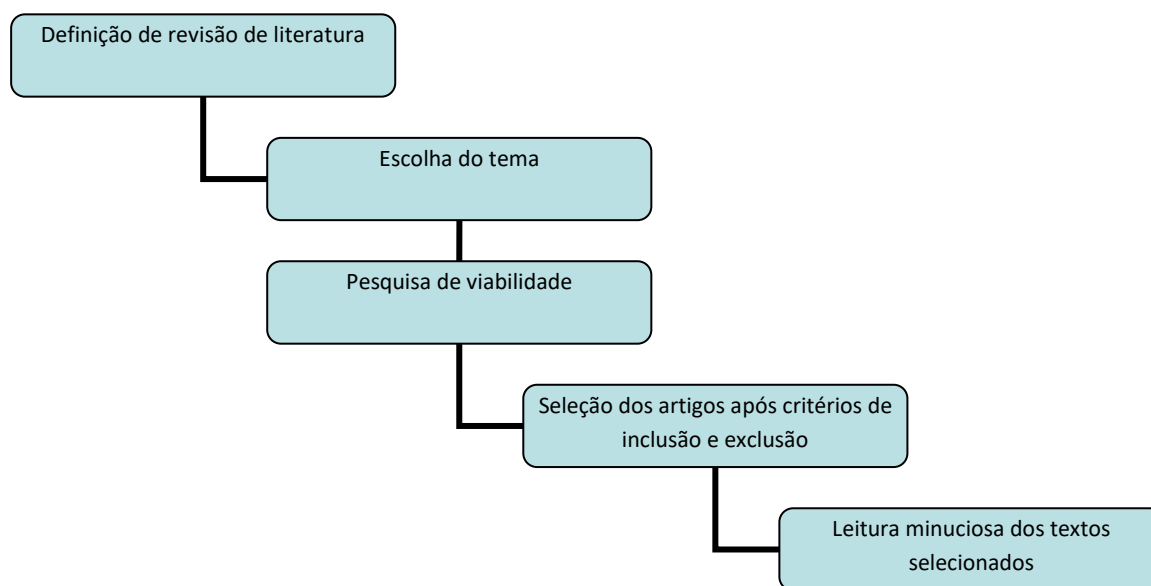 Definição de revisão de literatura
Escolha do tema
Pesquisa de viabilidade
Seleção dos artigos após critérios de
inclusão e exclusão
Leitura minuciosa dos textos
selecionados